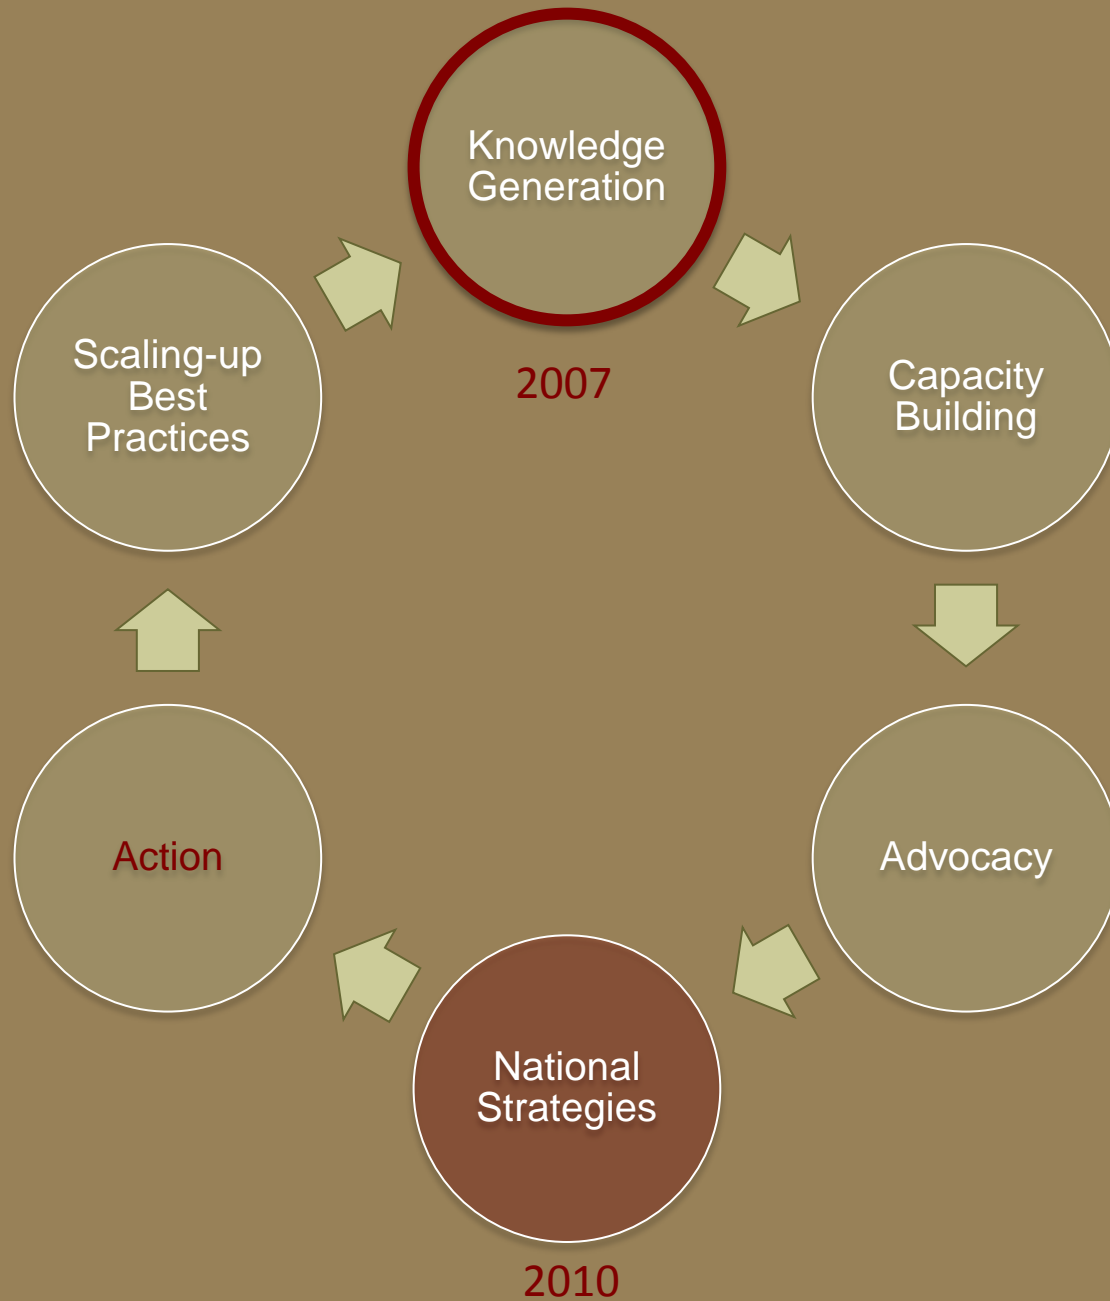 Knowledge
Generation
2007
Capacity
Building
Advocacy
National
Strategies
2010
Action
Scaling-up
Best
Practices